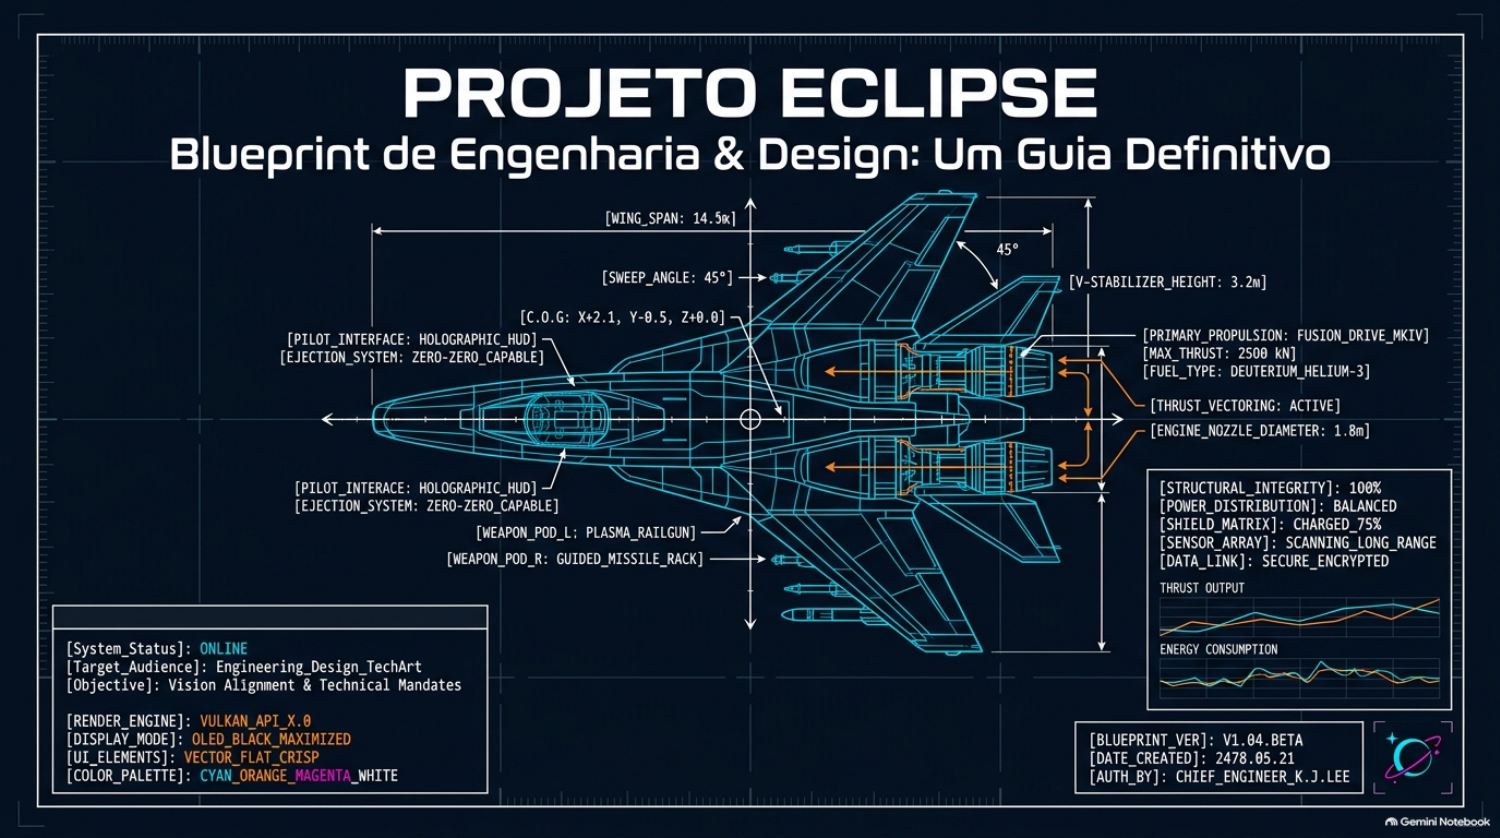 PROJETO ECLIPSE
Blueprint de Engenharia & Design: Um Guia Definitivo
[WING_SPAN: 14.5m]
45°
[SWEEP_ANGLE: 45°]
[V-STABILIZER_HEIGHT: 3.2m]
[C.O.G: X+2.1, Y-0.5, Z+0.0]
[PILOT_INTERFACE: HOLOGRAPHIC_HUD]
[EJECTION_SYSTEM: ZERO-ZERO_CAPABLE]
[PRIMARY_PROPULSION: FUSION_DRIVE_MKIV]
[MAX_THRUST: 2500 kN]
[FUEL_TYPE: DEUTERIUM_HELIUM-3]
[THRUST_VECTORING: ACTIVE]
[ENGINE_NOZZLE_DIAMETER: 1.8m]
[PILOT_INTERACE: HOLOGRAPHIC_HUD]
[EJECTION_SYSTEM: ZERO-ZERO_CAPABLE]
[WEAPON_POD_L: PLASMA_RAILGUN]
[WEAPON_POD_R: GUIDED_MISSILE_RACK]
[STRUCTURAL_INTEGRITY]: 100%
[POWER_DISTRIBUTION]: BALANCED
[SHIELD_MATRIX]: CHARGED_75%
[SENSOR_ARRAY]: SCANNING_LONG_RANGE
[DATA_LINK]: SECURE_ENCRYPTED
THRUST OUTPUT
ENERGY CONSUMPTION
[System_Status]: ONLINE
[Target_Audience]: Engineering_Design_TechArt
[Objective]: Vision Alignment & Technical Mandates
[RENDER_ENGINE]: VULKAN_API_X.0
[DISPLAY_MODE]: OLED_BLACK_MAXIMIZED
[UI_ELEMENTS]: VECTOR_FLAT_CRISP
[COLOR_PALETTE]: CYAN_ORANGE_MAGENTA_WHITE
[BLUEPRINT_VER]: V1.04.BETA
[DATE_CREATED]: 2478.05.21
[AUTH_BY]: CHIEF_ENGINEER_K.J.LEE
Gemini Notebook